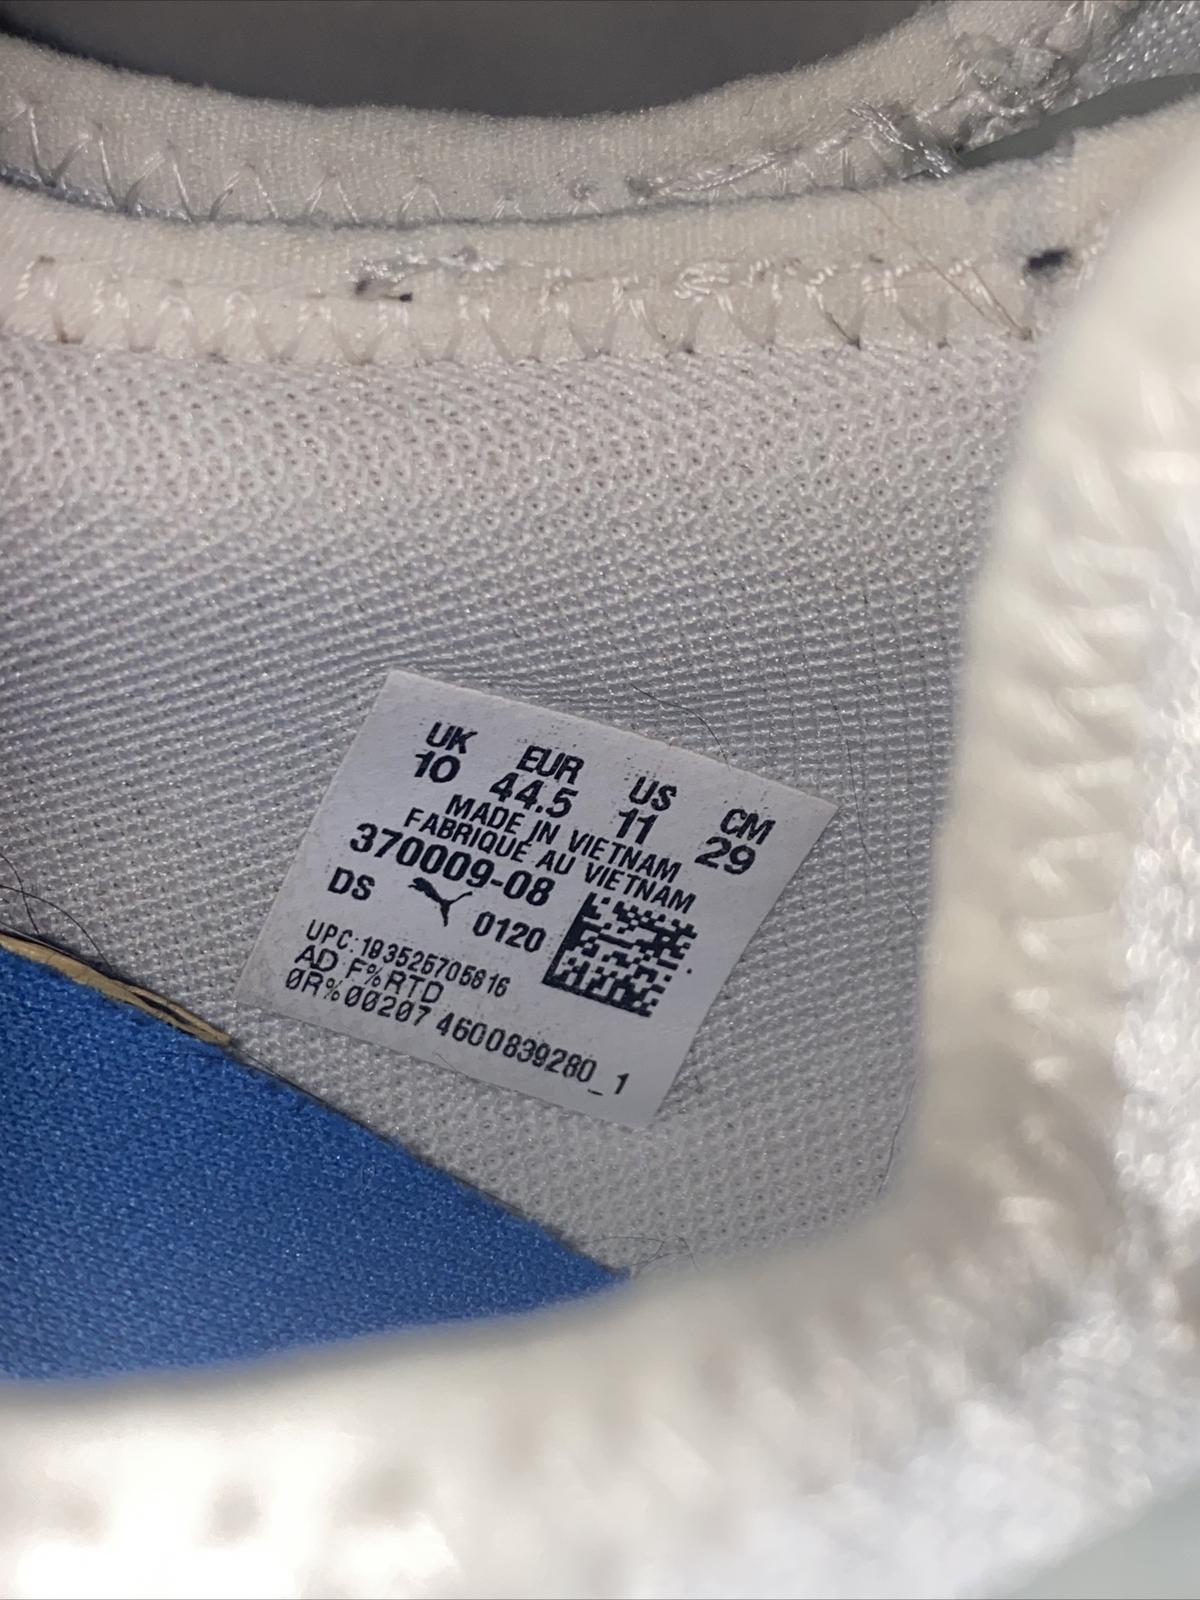 UK EUR US CM
10 44.5 11 29
MADE IN VIETNAM
FABRIQUE AU VIETNAM
370009-08
DS 0120
UPC:193525705616
AD F%RTD
0R%00207 4600839280_1